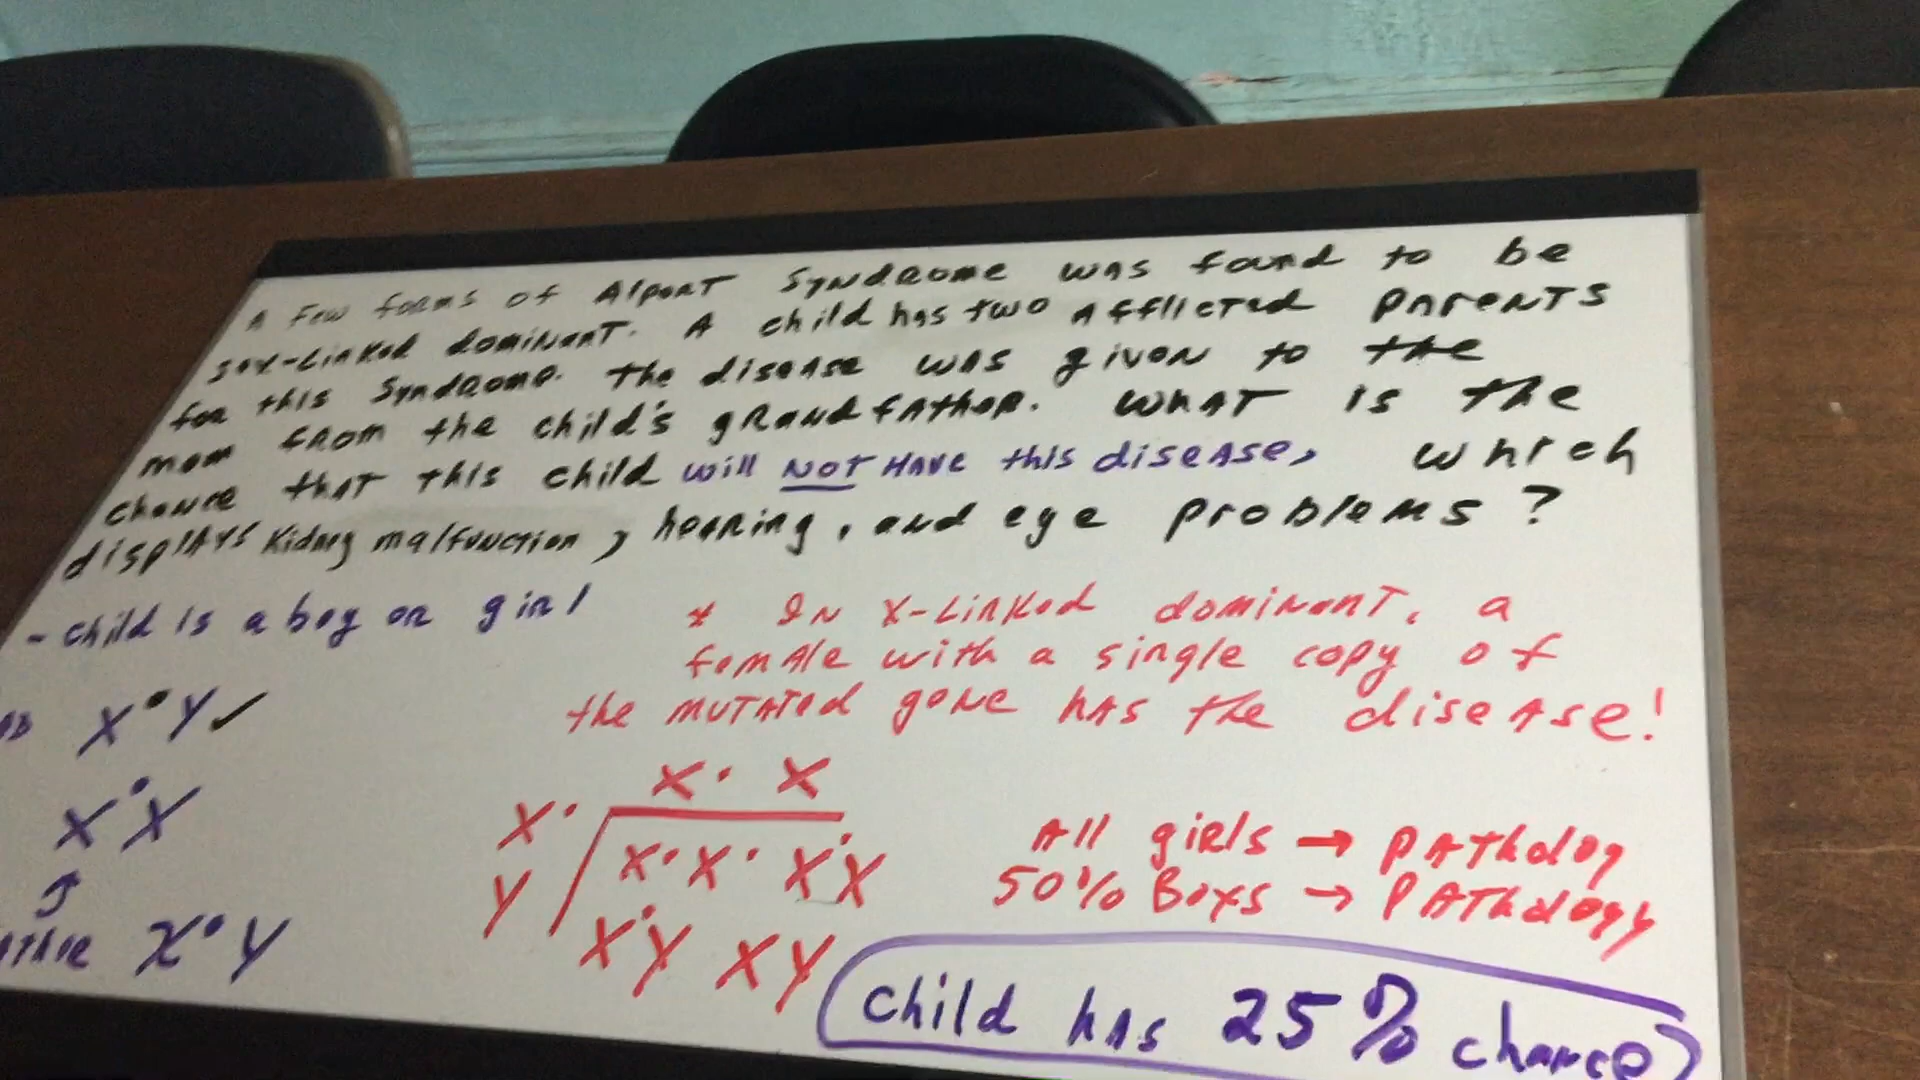 A Few forms of Alport Syndrome was found to be
sex-Linked dominant. A child has two afflicted parents
for this Syndrome. The disease was given to the
mom from the child's grandfather. What is the
chance that this child will NOT Have this disease,
which
displays Kidney malfunction, hearing, and eye problems?
- child is a boy or girl
* In X-Linked dominant, a
female with a single copy of
the mutated gene has the disease!
X•Y✓
X•X
X•Y
X• X
X• X•X• X•X
Y X•Y XY
All girls → Pathology
50% Boys → Pathology
child has 25% chance